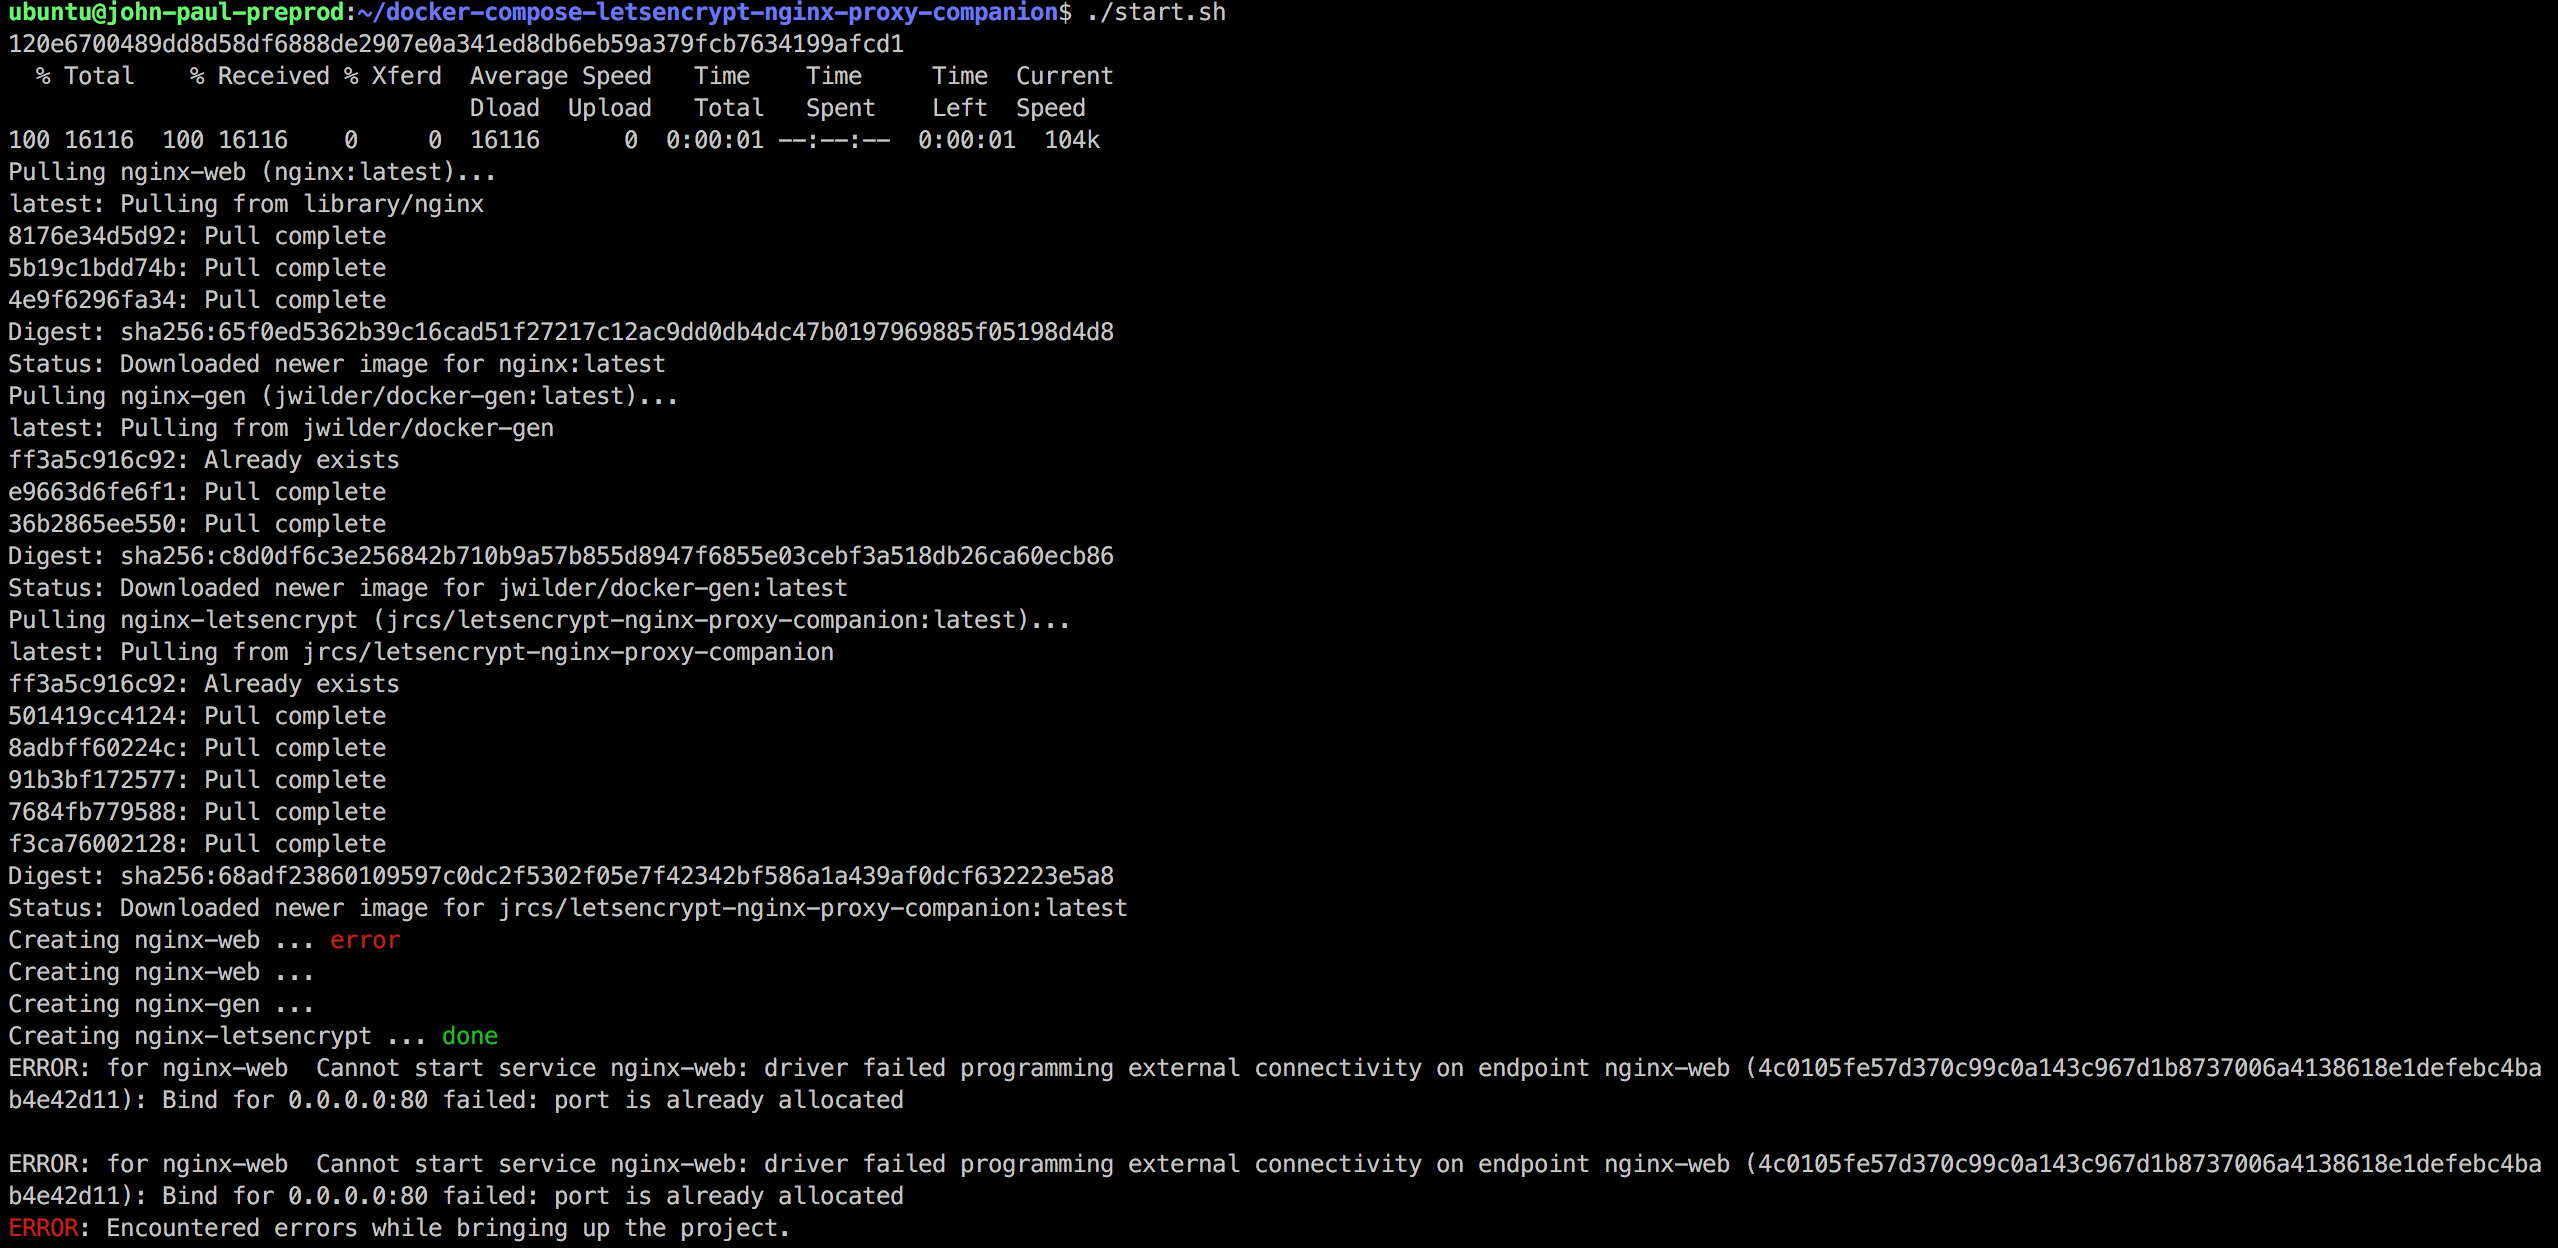 ubuntu@john-paul-preprod:~/docker-compose-letsencrypt-nginx-proxy-companion$ ./start.sh
120e6700489dd8d58df6888de2907e0a341ed8db6eb59a379fcb7634199afcd1
  % Total    % Received % Xferd  Average Speed   Time    Time     Time  Current
                                 Dload  Upload   Total   Spent    Left  Speed
100 16116  100 16116    0     0  16116      0  0:00:01 --:--:--  0:00:01  104k
Pulling nginx-web (nginx:latest)...
latest: Pulling from library/nginx
8176e34d5d92: Pull complete
5b19c1bdd74b: Pull complete
4e9f6296fa34: Pull complete
Digest: sha256:65f0ed5362b39c16cad51f27217c12ac9dd0db4dc47b0197969885f05198d4d8
Status: Downloaded newer image for nginx:latest
Pulling nginx-gen (jwilder/docker-gen:latest)...
latest: Pulling from jwilder/docker-gen
ff3a5c916c92: Already exists
e9663d6fe6f1: Pull complete
36b2865ee550: Pull complete
Digest: sha256:c8d0df6c3e256842b710b9a57b855d8947f6855e03cebf3a518db26ca60ecb86
Status: Downloaded newer image for jwilder/docker-gen:latest
Pulling nginx-letsencrypt (jrcs/letsencrypt-nginx-proxy-companion:latest)...
latest: Pulling from jrcs/letsencrypt-nginx-proxy-companion
ff3a5c916c92: Already exists
501419cc4124: Pull complete
8adbff60224c: Pull complete
91b3bf172577: Pull complete
7684fb779588: Pull complete
f3ca76002128: Pull complete
Digest: sha256:68adf23860109597c0dc2f5302f05e7f42342bf586a1a439af0dcf632223e5a8
Status: Downloaded newer image for jrcs/letsencrypt-nginx-proxy-companion:latest
Creating nginx-web ... error
Creating nginx-web ...
Creating nginx-gen ...
Creating nginx-letsencrypt ... done
ERROR: for nginx-web  Cannot start service nginx-web: driver failed programming external connectivity on endpoint nginx-web (4c0105fe57d370c99c0a143c967d1b8737006a4138618e1defebc4ba
b4e42d11): Bind for 0.0.0.0:80 failed: port is already allocated
ERROR: for nginx-web  Cannot start service nginx-web: driver failed programming external connectivity on endpoint nginx-web (4c0105fe57d370c99c0a143c967d1b8737006a4138618e1defebc4ba
b4e42d11): Bind for 0.0.0.0:80 failed: port is already allocated
ERROR: Encountered errors while bringing up the project.